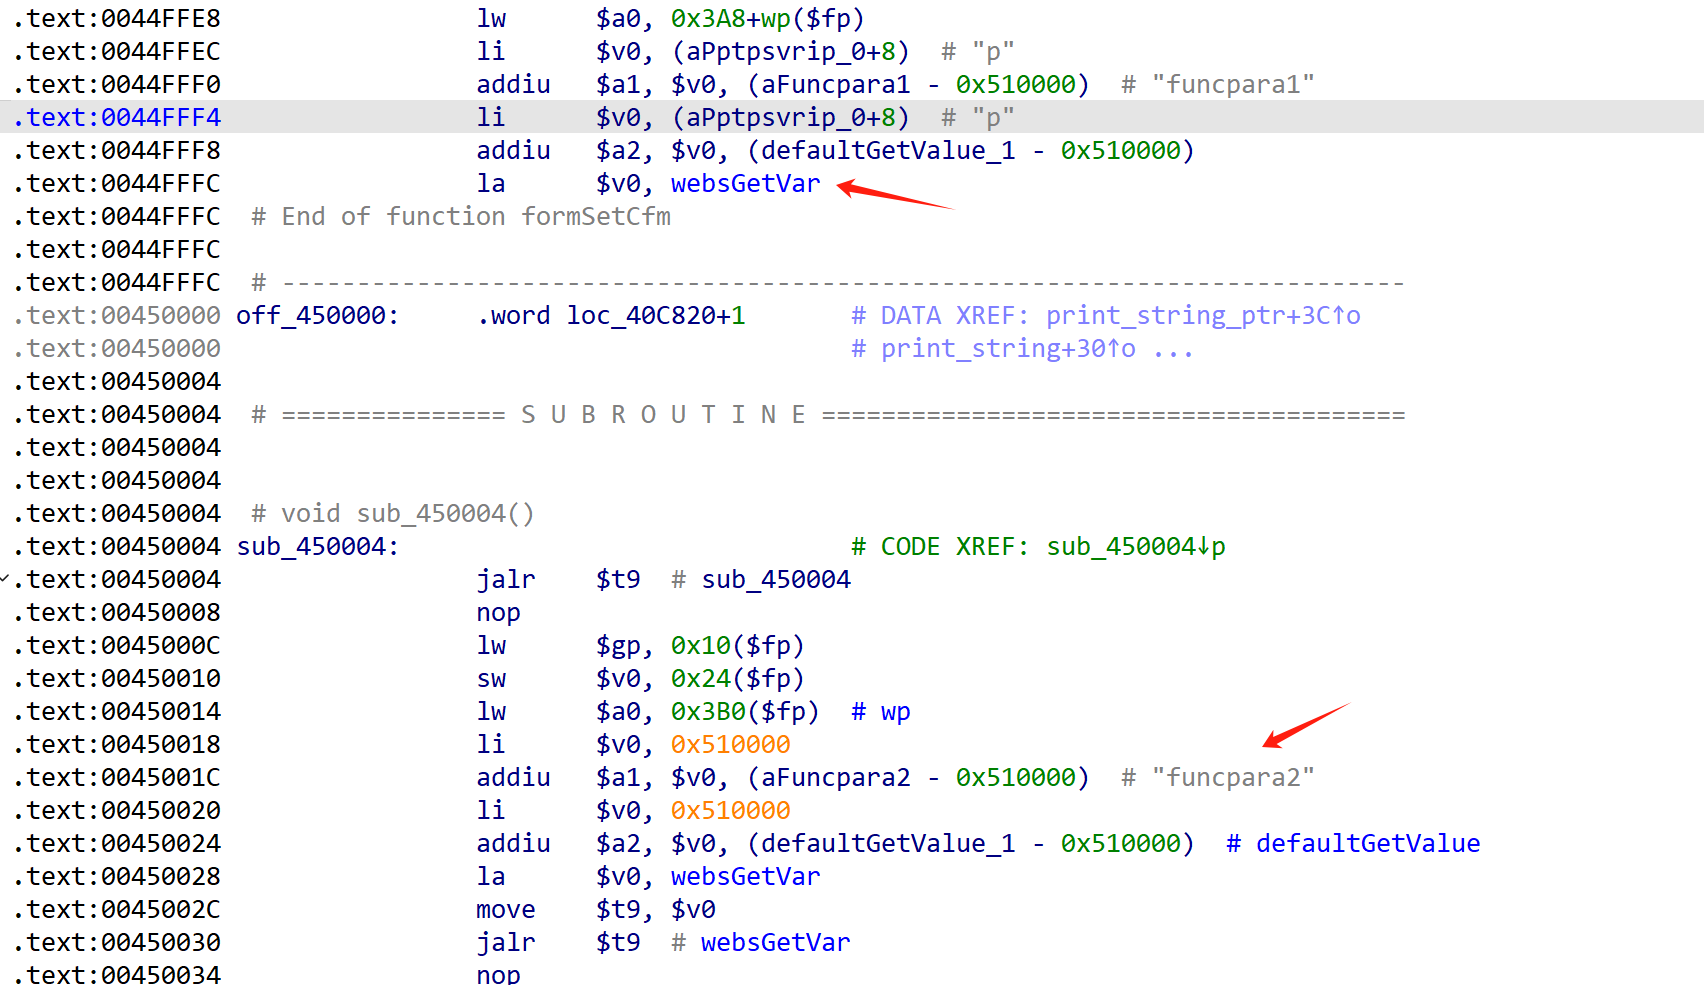 .text:0044FFE8 lw $a0, 0x3A8+wp($fp)
.text:0044FFEC li $v0, (aPptpsvrip_0+8) # "p"
.text:0044FFF0 addiu $a1, $v0, (aFuncpara1 - 0x510000) # "funcpara1"
.text:0044FFF4 li $v0, (aPptpsvrip_0+8) # "p"
.text:0044FFF8 addiu $a2, $v0, (defaultGetValue_1 - 0x510000)
.text:0044FFFC la $v0, websGetVar
.text:0044FFFC # End of function formSetCfm
.text:0044FFFC
.text:0044FFFC # ---------------------------------------------------------------------------
.text:00450000 off_450000: .word loc_40C820+1 # DATA XREF: print_string_ptr+3C↑o
.text:00450000 # print_string+30↑o ...
.text:00450004
.text:00450004 # =============== S U B R O U T I N E =======================================
.text:00450004
.text:00450004
.text:00450004 # void sub_450004()
.text:00450004 sub_450004: # CODE XREF: sub_450004↓p
.text:00450004 jalr $t9 # sub_450004
.text:00450008 nop
.text:0045000C lw $gp, 0x10($fp)
.text:00450010 sw $v0, 0x24($fp)
.text:00450014 lw $a0, 0x3B0($fp) # wp
.text:00450018 li $v0, 0x510000
.text:0045001C addiu $a1, $v0, (aFuncpara2 - 0x510000) # "funcpara2"
.text:00450020 li $v0, 0x510000
.text:00450024 addiu $a2, $v0, (defaultGetValue_1 - 0x510000) # defaultGetValue
.text:00450028 la $v0, websGetVar
.text:0045002C move $t9, $v0
.text:00450030 jalr $t9 # websGetVar
.text:00450034 nop